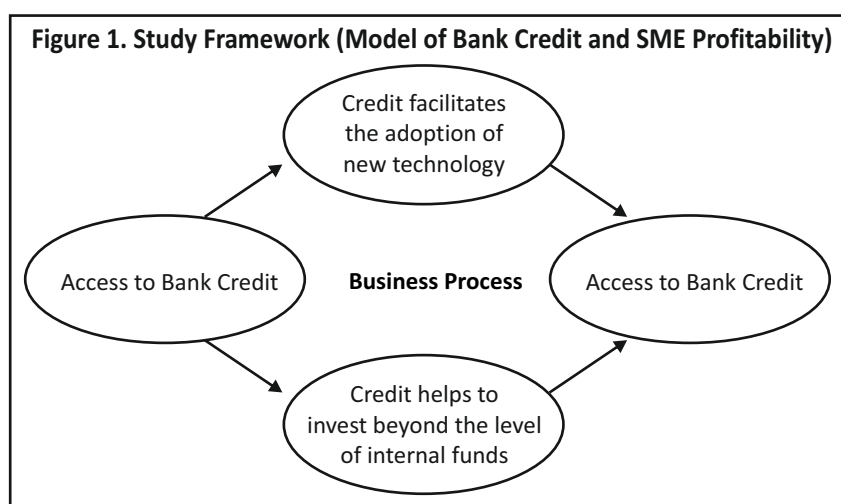 Figure 1. Study Framework (Model of Bank Credit and SME Profitability)
Credit facilitates
the adoption of
new technology
Access to Bank Credit
Business Process
Access to Bank Credit
Credit helps to
invest beyond the level
of internal funds